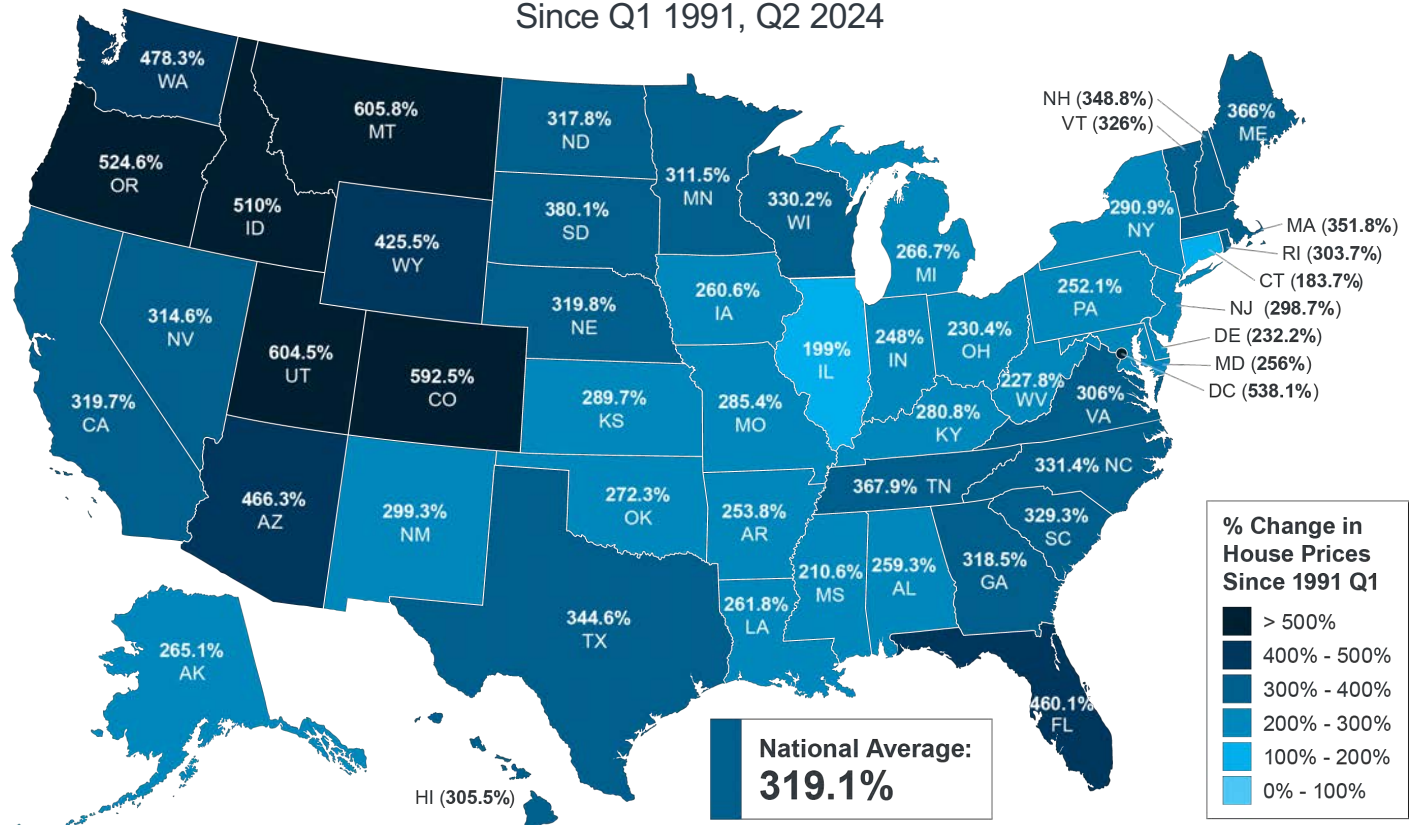 Since Q1 1991, Q2 2024
478.3%
WA
605.8%
MT
317.8%
ND
NH (348.8%)
VT (326%)
366%
ME
524.6%
OR
510%
ID
311.5%
MN
330.2%
WI
380.1%
SD
425.5%
WY
290.9%
NY
MA (351.8%)
RI (303.7%)
CT (183.7%)
NJ (298.7%)
DE (232.2%)
MD (256%)
DC (538.1%)
266.7%
MI
260.6%
IA
252.1%
PA
314.6%
NV
319.8%
NE
604.5%
UT
592.5%
CO
199%
IL
248%
IN
230.4%
OH
227.8%
WV
306%
VA
319.7%
CA
289.7%
KS
285.4%
MO
280.8%
KY
331.4% NC
367.9% TN
466.3%
AZ
299.3%
NM
272.3%
OK
253.8%
AR
329.3%
SC
210.6%
MS
259.3%
AL
318.5%
GA
261.8%
LA
344.6%
TX
265.1%
AK
460.1%
FL
HI (305.5%)
National Average:
319.1%
% Change in
House Prices
Since 1991 Q1
> 500%
400% - 500%
300% - 400%
200% - 300%
100% - 200%
0% - 100%